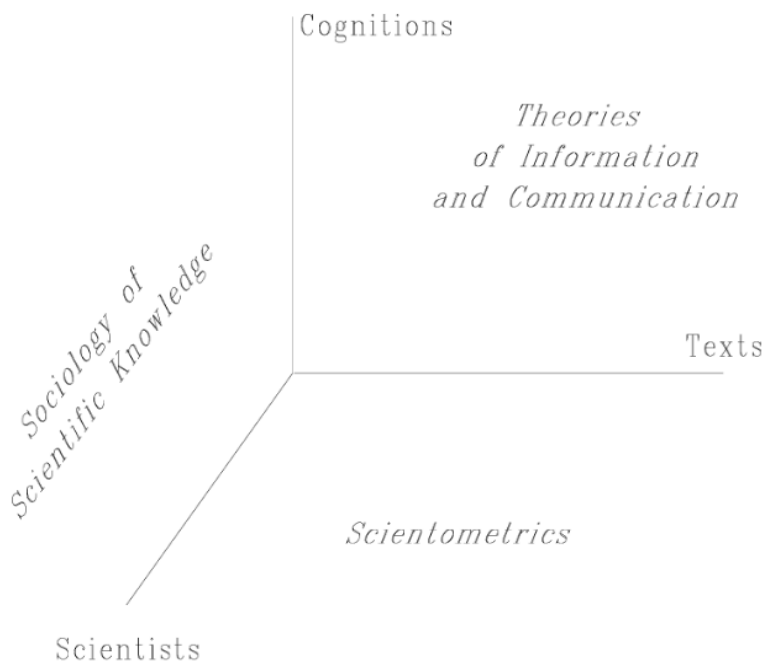 Cognitions
Theories
of Information
and Communication
Sociology of
Scientific Knowledge
Texts
Scientometrics
Scientists